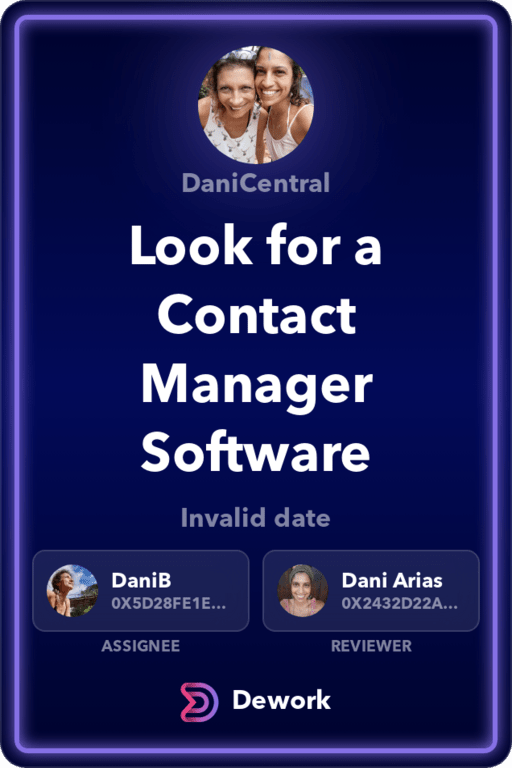 DaniCentral
Look for a
Contact
Manager
Software
Invalid date
DaniB
0X5D28FE1E...
Dani Arias
0X2432D22A...
ASSIGNEE
REVIEWER
Dework